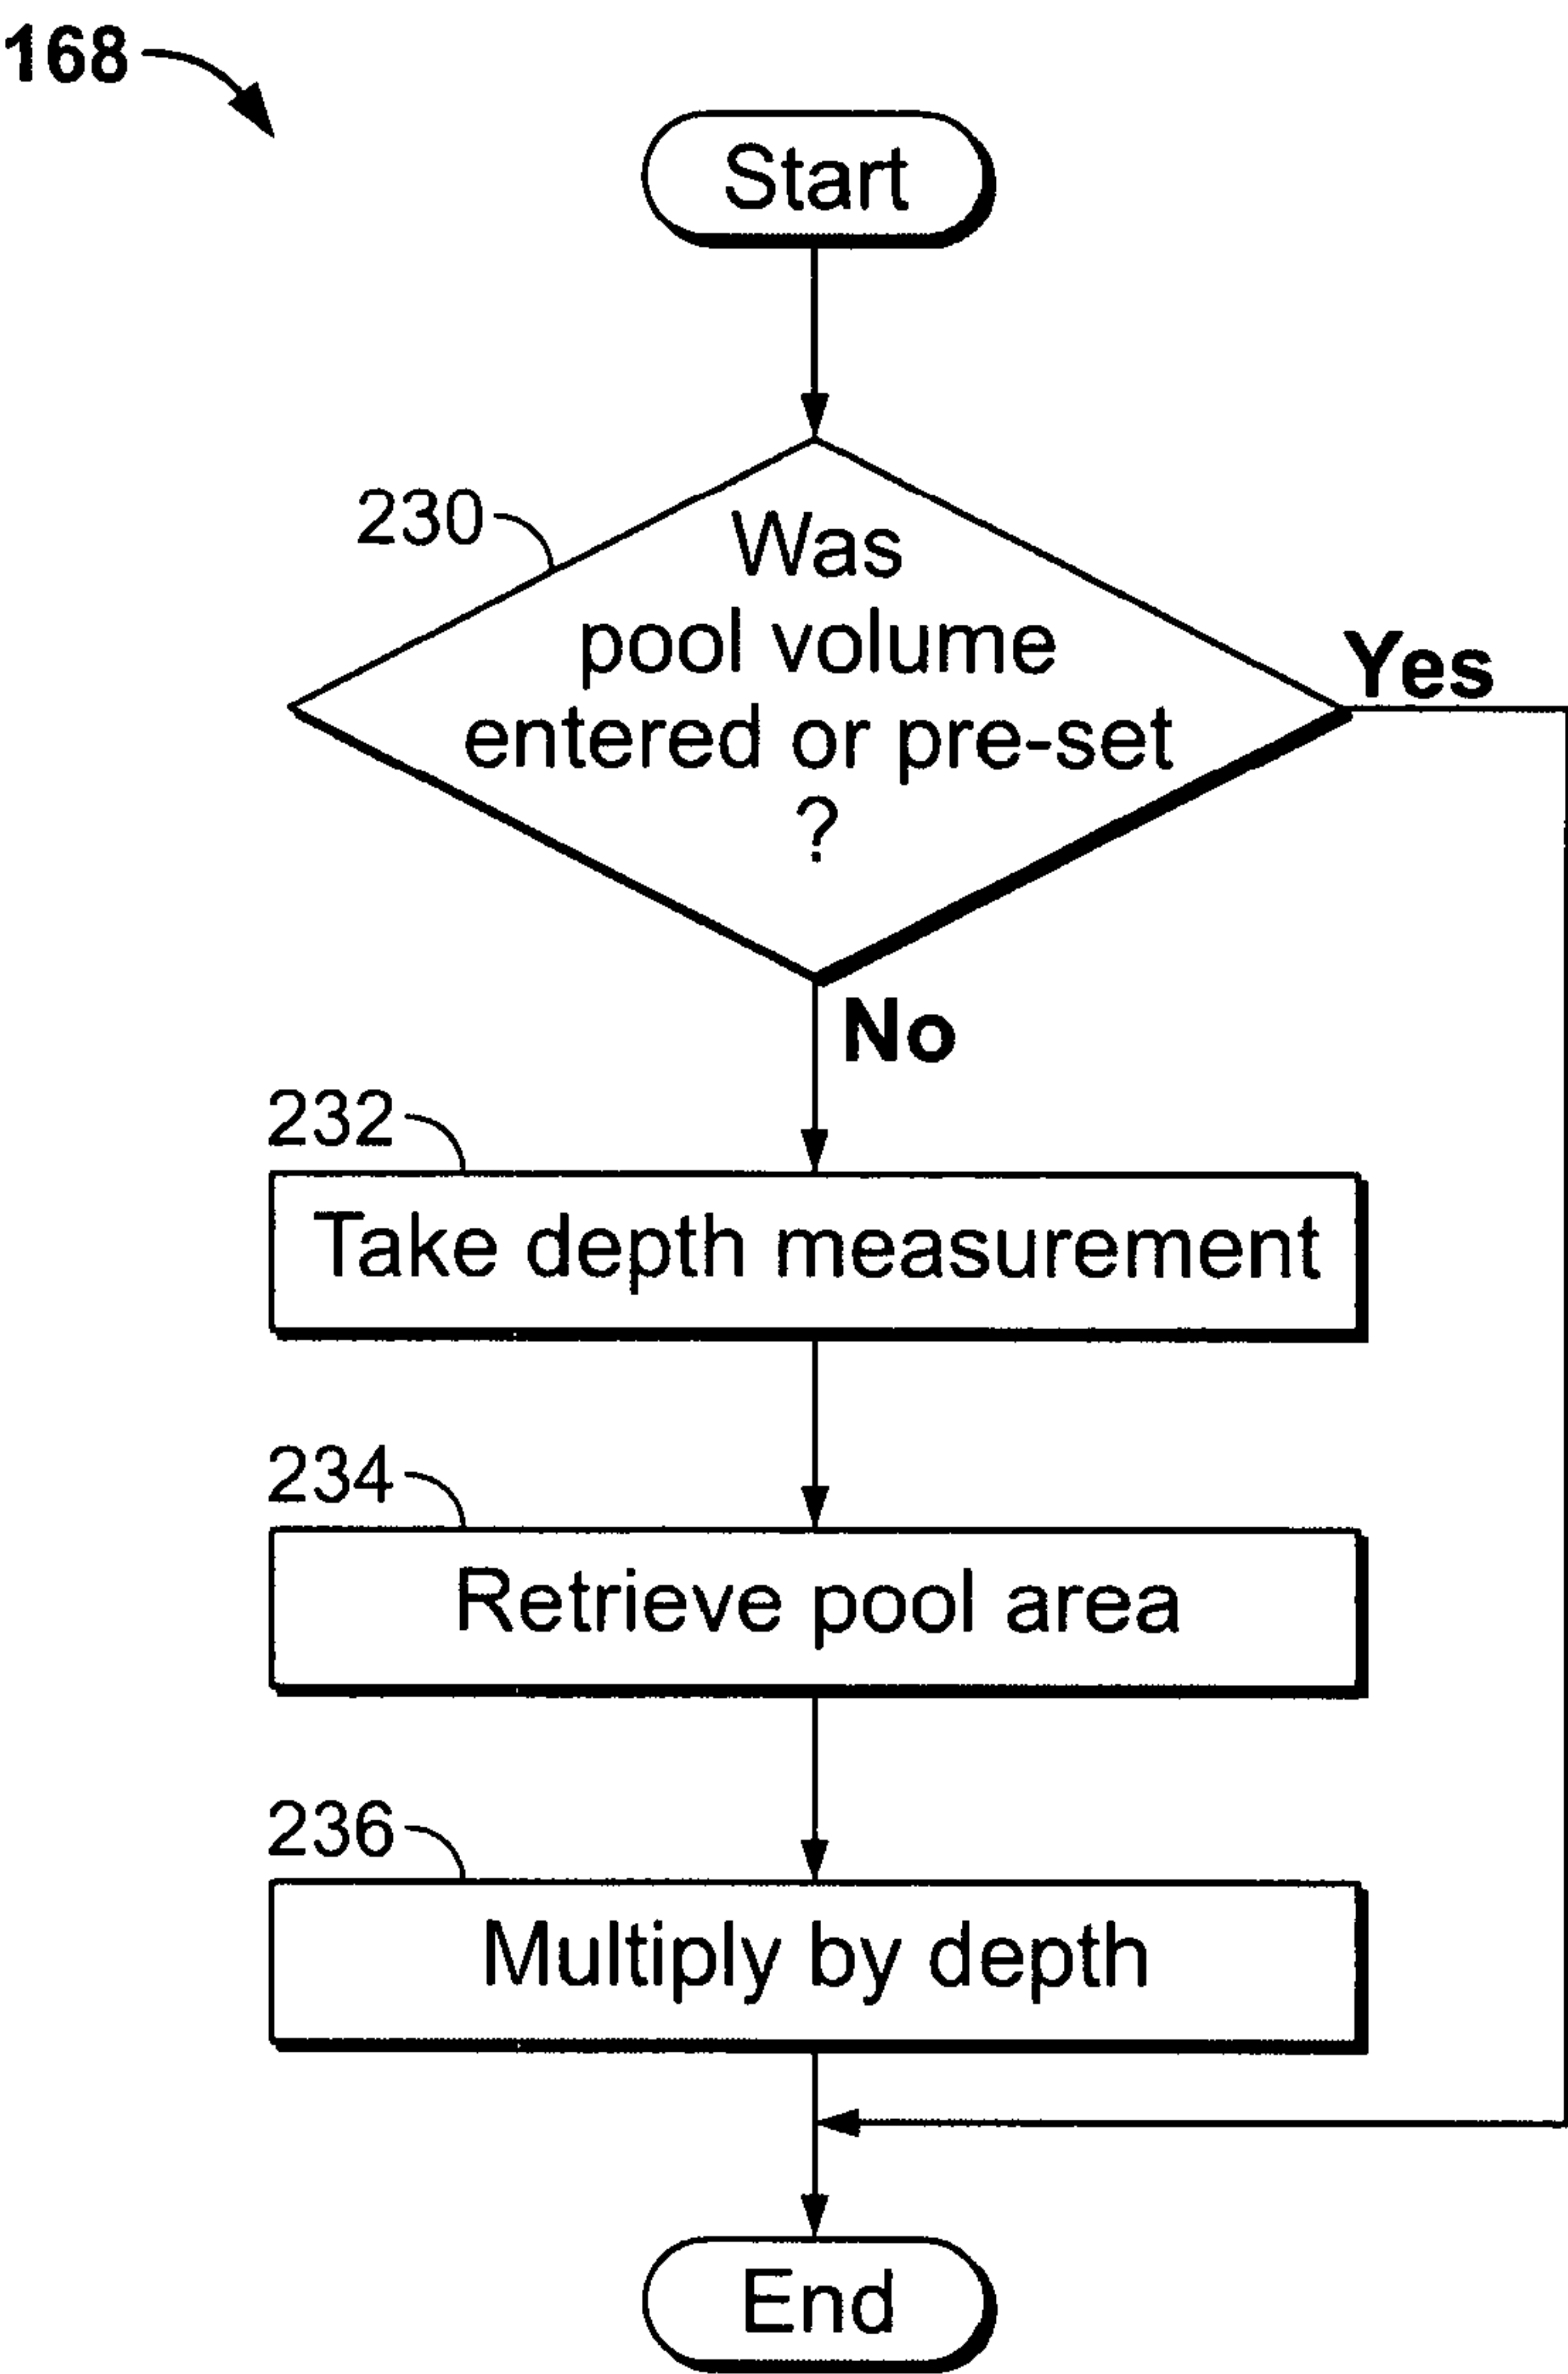 168
Start
230
Was
pool volume
entered or pre-set
?
Yes
No
232
Take depth measurement
234
Retrieve pool area
236
Multiply by depth
End